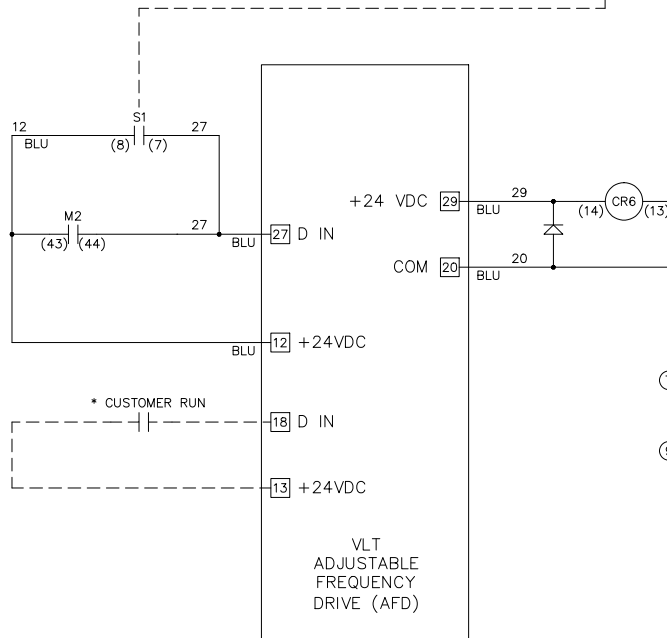 S1
12 27
BLU (8) (7)
M2
27
(43) (44)
BLU
27 D IN
+24 VDC 29
29
BLU
(14) CR6 (13)
COM 20
20
BLU
BLU
12 +24VDC
* CUSTOMER RUN
18 D IN
13 +24VDC
VLT
ADJUSTABLE
FREQUENCY
DRIVE (AFD)